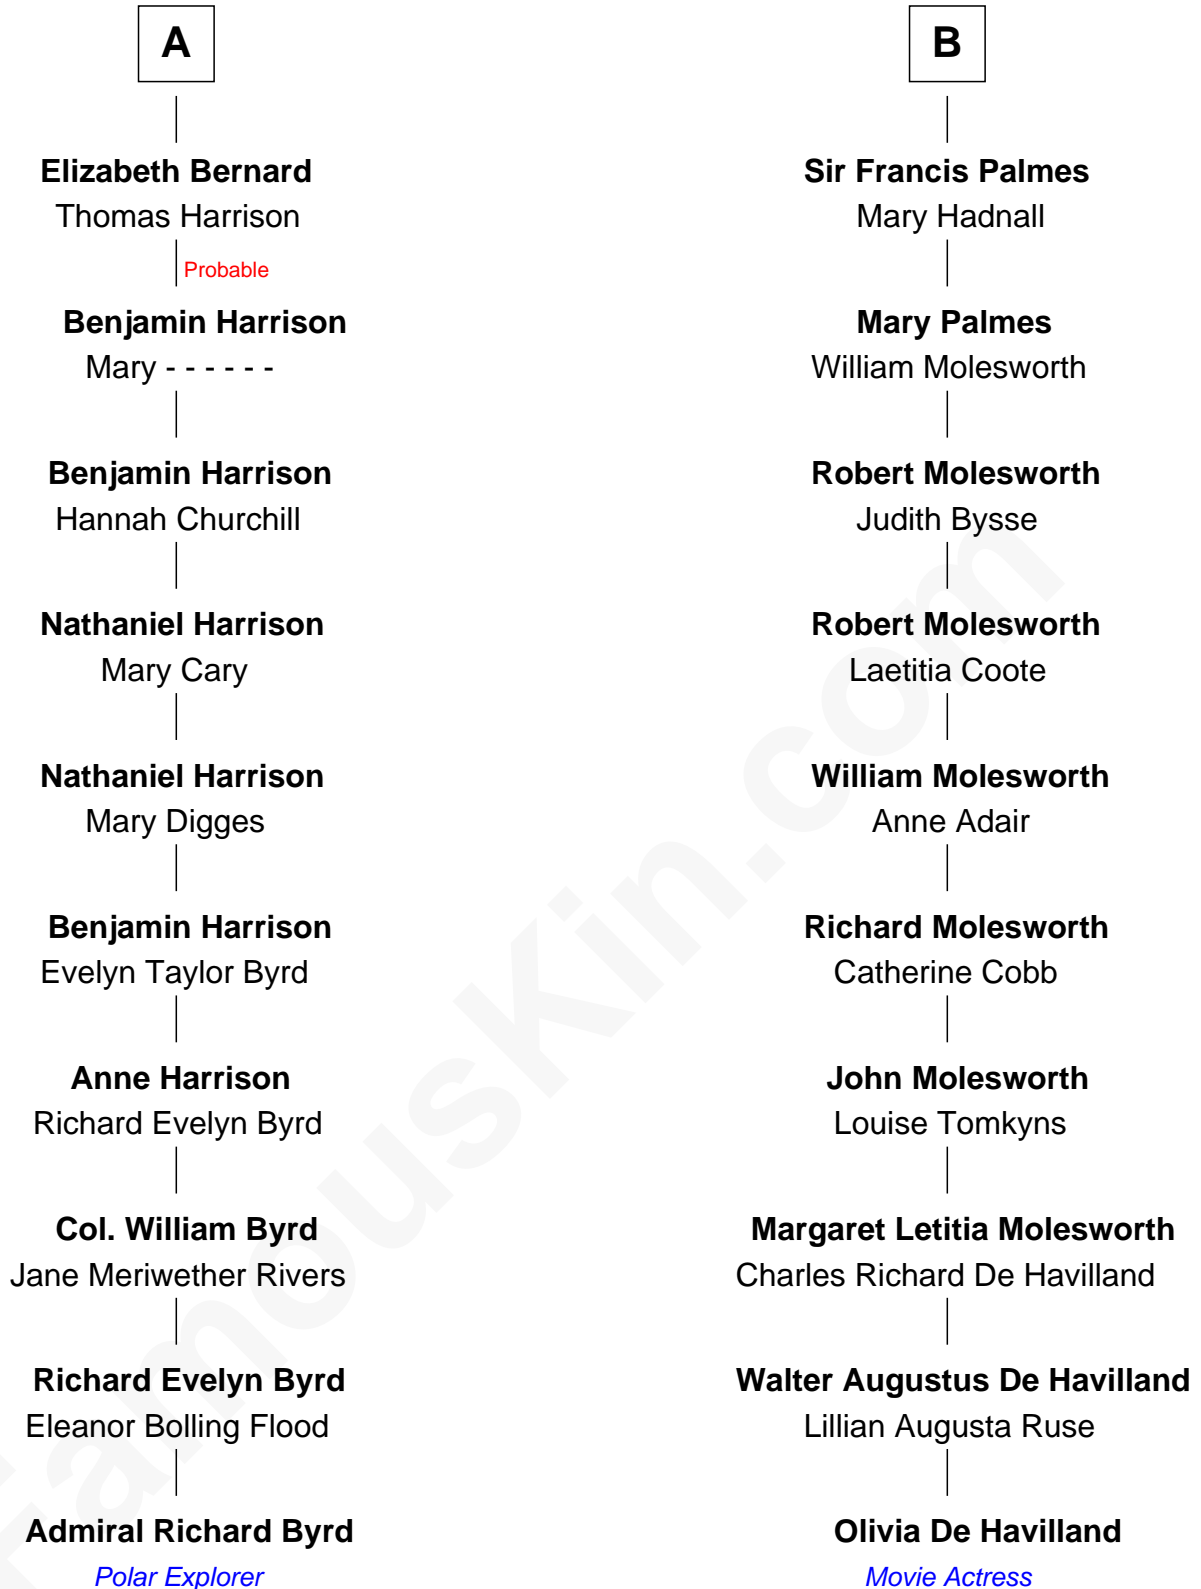 A
Elizabeth Bernard
Thomas Harrison
Probable
Benjamin Harrison
Mary - - - - - -
Benjamin Harrison
Hannah Churchill
Nathaniel Harrison
Mary Cary
Nathaniel Harrison
Mary Digges
Benjamin Harrison
Evelyn Taylor Byrd
Anne Harrison
Richard Evelyn Byrd
Col. William Byrd
Jane Meriwether Rivers
Richard Evelyn Byrd
Eleanor Bolling Flood
Admiral Richard Byrd
Polar Explorer
B
Sir Francis Palmes
Mary Hadnall
Mary Palmes
William Molesworth
Robert Molesworth
Judith Bysse
Robert Molesworth
Laetitia Coote
William Molesworth
Anne Adair
Richard Molesworth
Catherine Cobb
John Molesworth
Louise Tomkyns
Margaret Letitia Molesworth
Charles Richard De Havilland
Walter Augustus De Havilland
Lillian Augusta Ruse
Olivia De Havilland
Movie Actress
FamousKin.com